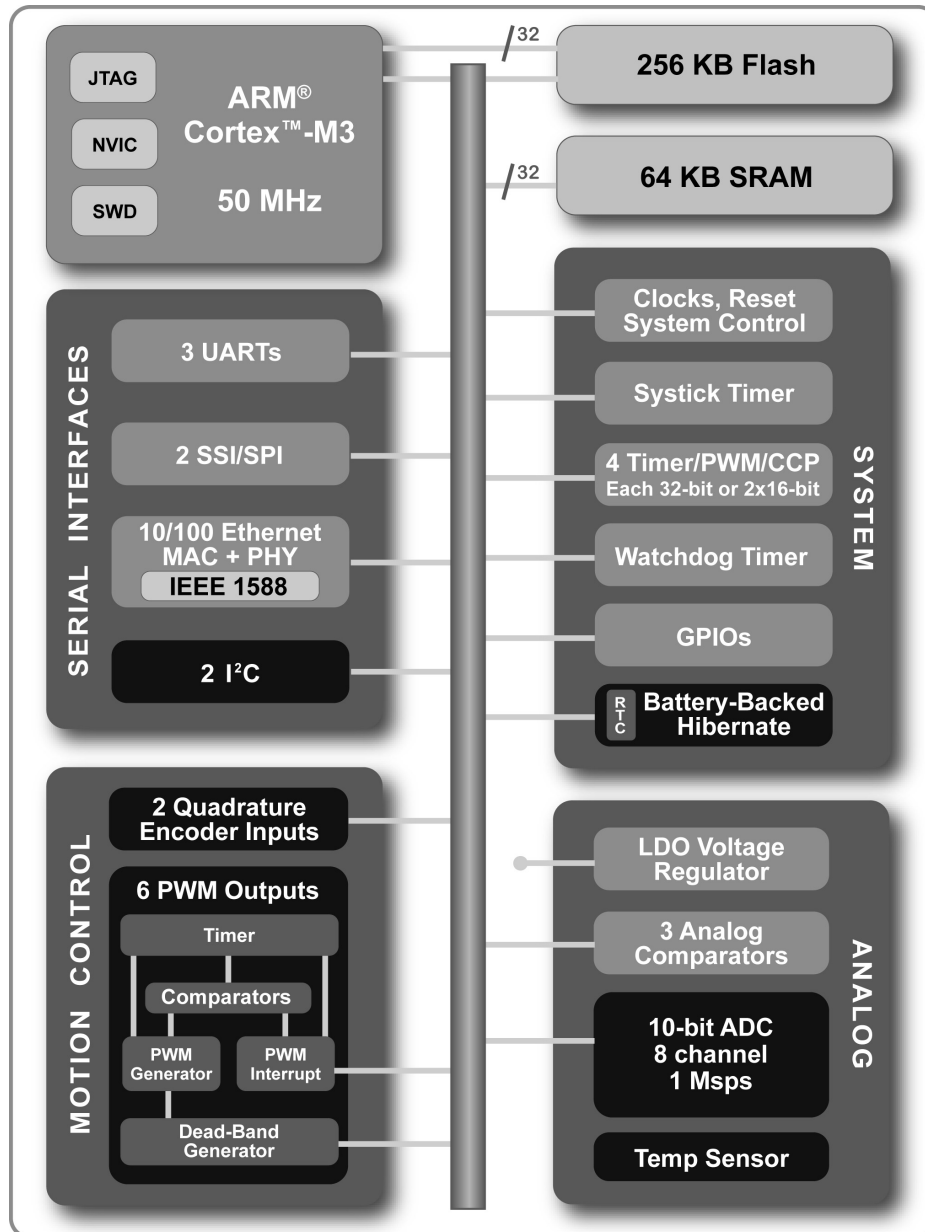 JTAG
NVIC
SWD
ARM®
Cortex™-M3
50 MHz
32
256 KB Flash
32
64 KB SRAM
SERIAL INTERFACES
3 UARTs
2 SSI/SPI
10/100 Ethernet
MAC + PHY
IEEE 1588
2 I²C
SYSTEM
Clocks, Reset
System Control
Systick Timer
4 Timer/PWM/CCP
Each 32-bit or 2x16-bit
Watchdog Timer
GPIOs
RTC
Battery-Backed
Hibernate
MOTION CONTROL
2 Quadrature
Encoder Inputs
6 PWM Outputs
Timer
Comparators
PWM
Generator
PWM
Interrupt
Dead-Band
Generator
ANALOG
LDO Voltage
Regulator
3 Analog
Comparators
10-bit ADC
8 channel
1 Msps
Temp Sensor